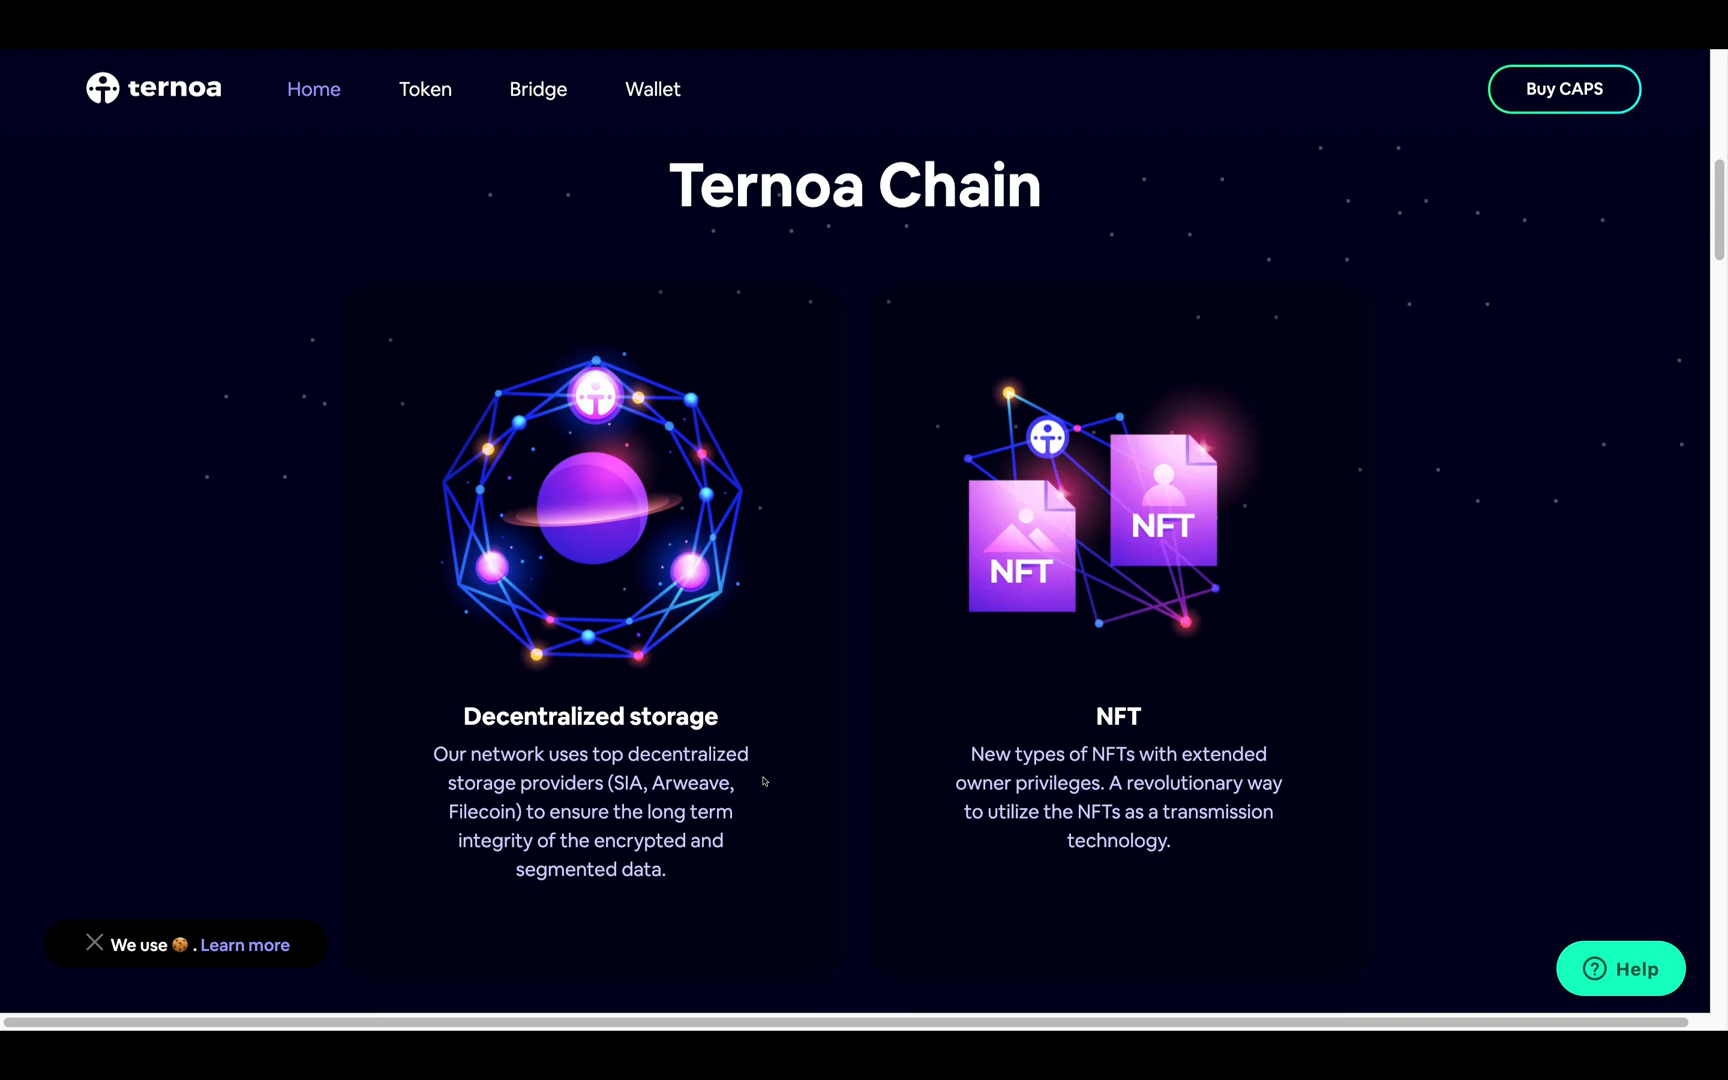 ternoa
Home
Token
Bridge
Wallet
Buy CAPS
Ternoa Chain
NFT
NFT
Decentralized storage
Our network uses top decentralized
storage providers (SIA, Arweave,
Filecoin) to ensure the long term
integrity of the encrypted and
segmented data.
NFT
New types of NFTs with extended
owner privileges. A revolutionary way
to utilize the NFTs as a transmission
technology.
We use 🍪 . Learn more
Help